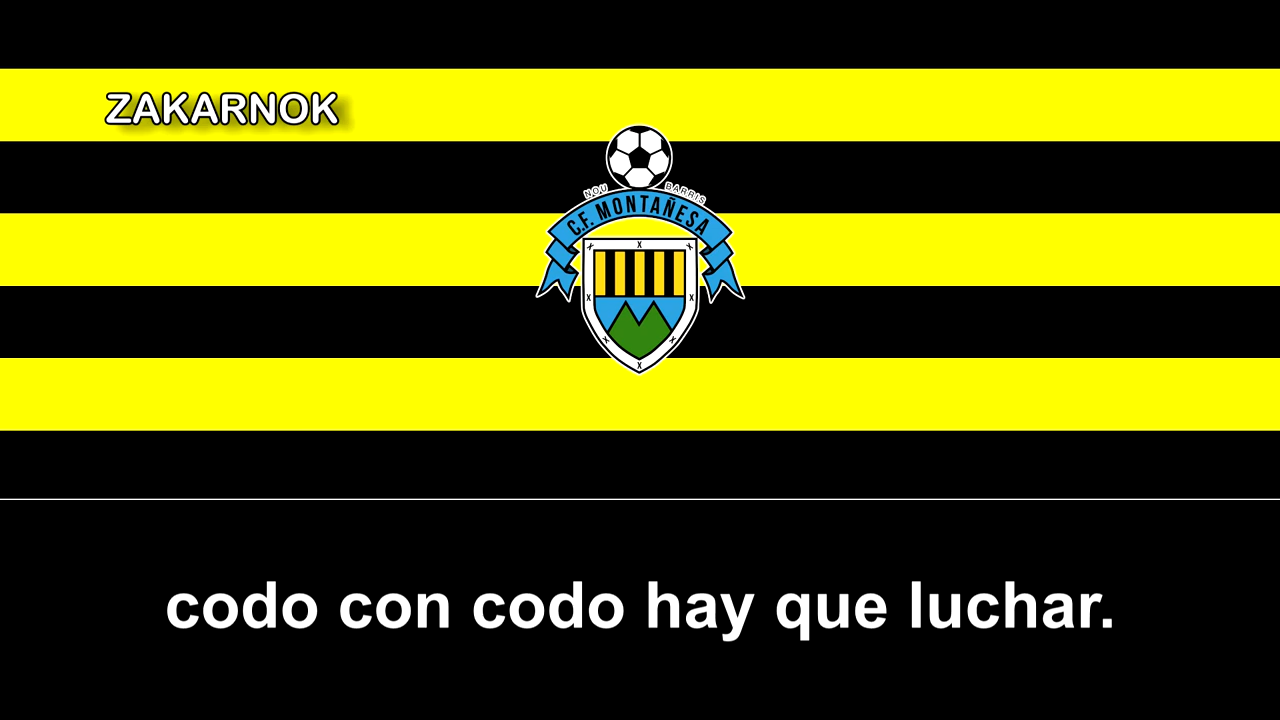 ZAKARNOK
NOU BARRIS
C.F. MONTAÑESA
X X X
X X
X X
X
codo con codo hay que luchar.